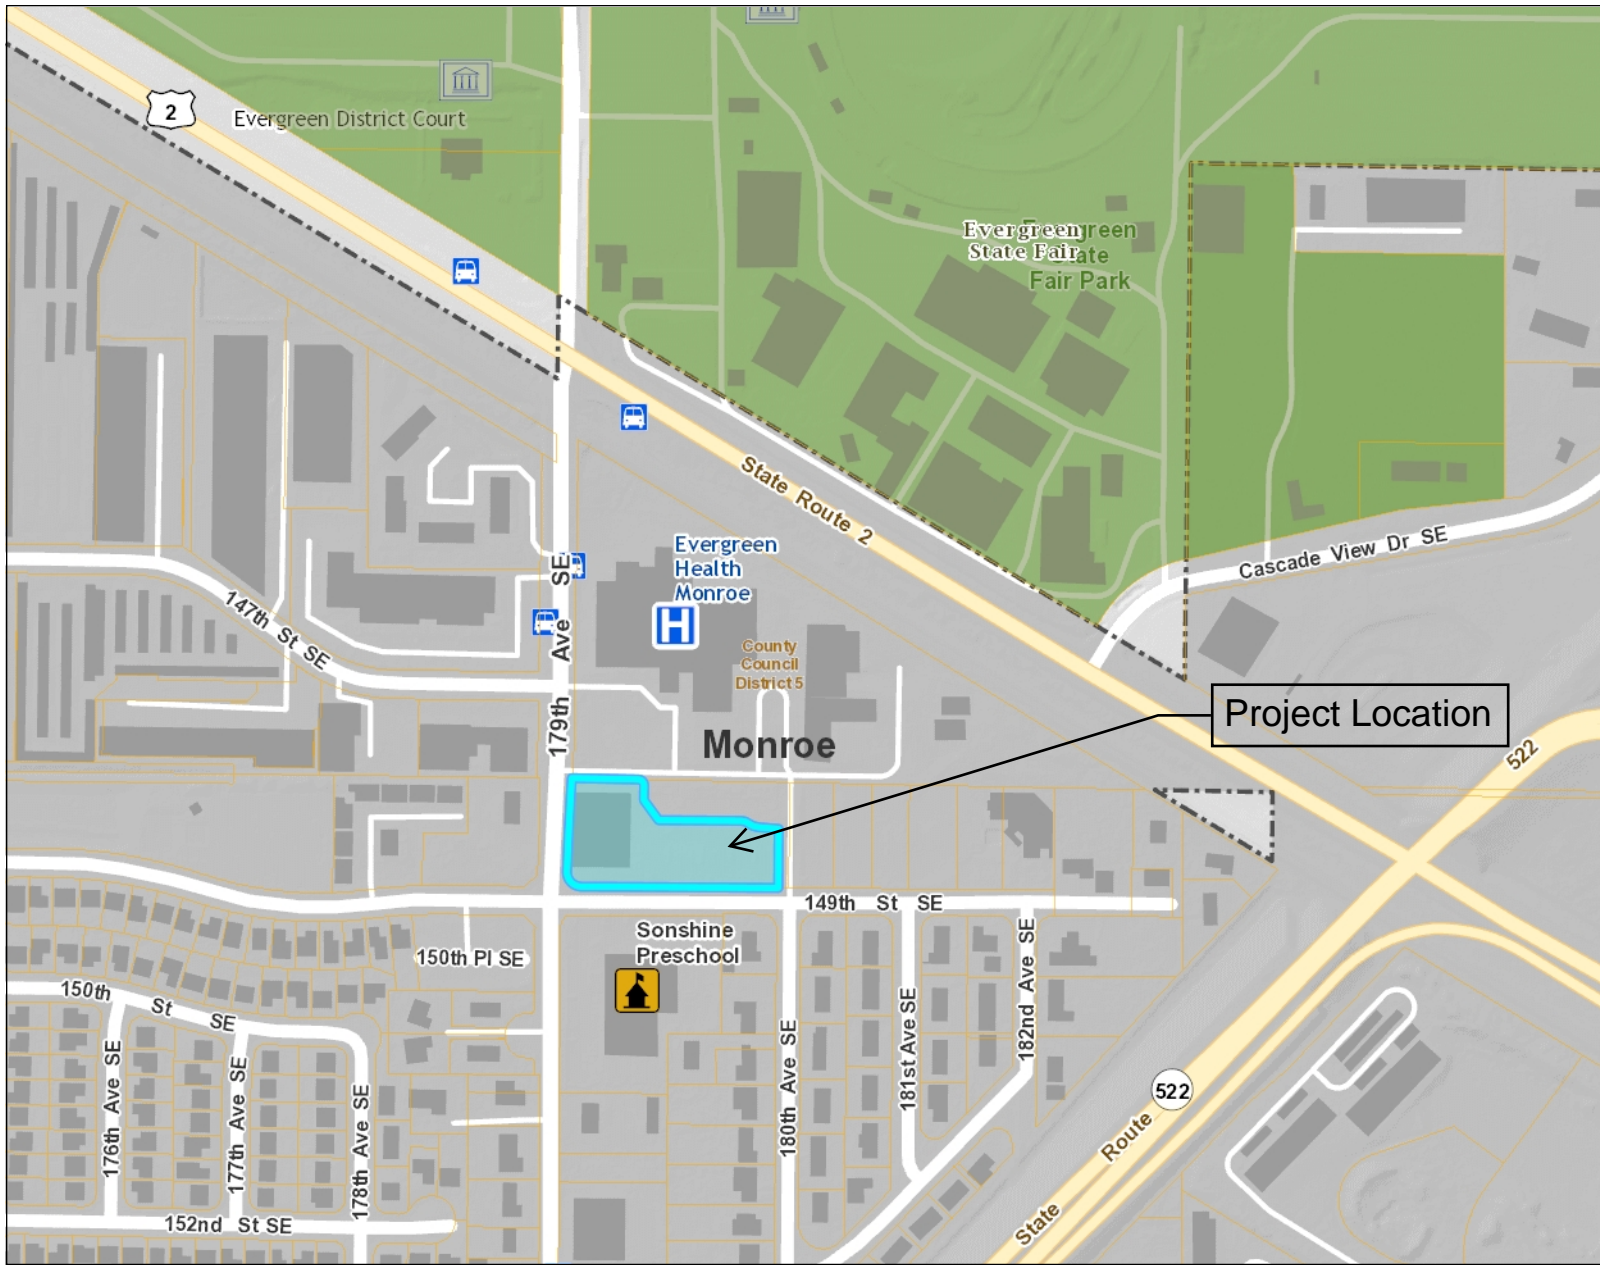 2
Evergreen District Court
Evergreen
State Fair
Evergreen
State
Fair Park
State Route 2
Cascade View Dr SE
Evergreen
Health
Monroe
H
County
Council
District 5
147th St SE
179th Ave SE
Monroe
Project Location
522
149th St SE
Sonshine
Preschool
150th Pl SE
150th St SE
176th Ave SE
177th Ave SE
178th Ave SE
180th Ave SE
181st Ave SE
182nd Ave SE
522
State Route
152nd St SE